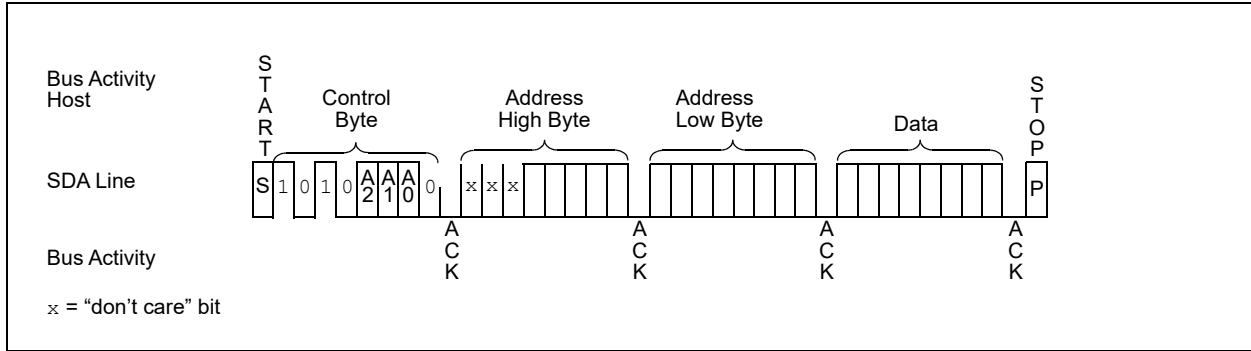 Bus Activity
Host
START
Control
Byte
Address
High Byte
Address
Low Byte
Data
STOP
SDA Line
S 1 0 1 0 A2 A1 A0 0 x x x P
Bus Activity
ACK
ACK
ACK
ACK
x = “don’t care” bit